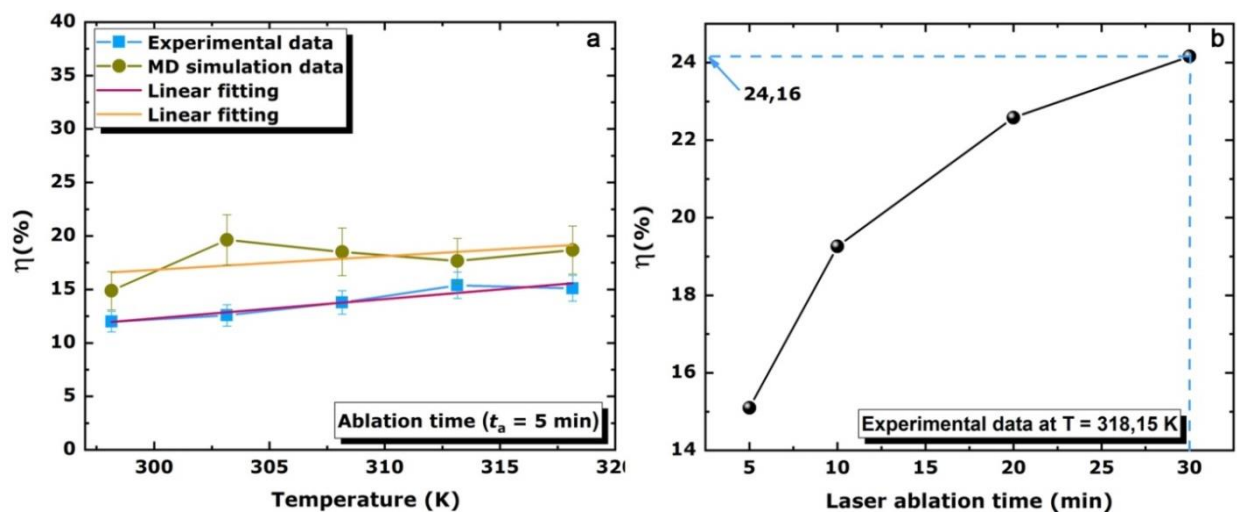 40
35
30
25
20
15
10
5
0
η(%)
Experimental data
MD simulation data
Linear fitting
Linear fitting
a
Ablation time (tₐ = 5 min)
300
305
310
315
320
Temperature (K)
24
22
20
18
16
14
η(%)
b
24,16
Experimental data at T = 318,15 K
5
10
15
20
25
30
Laser ablation time (min)